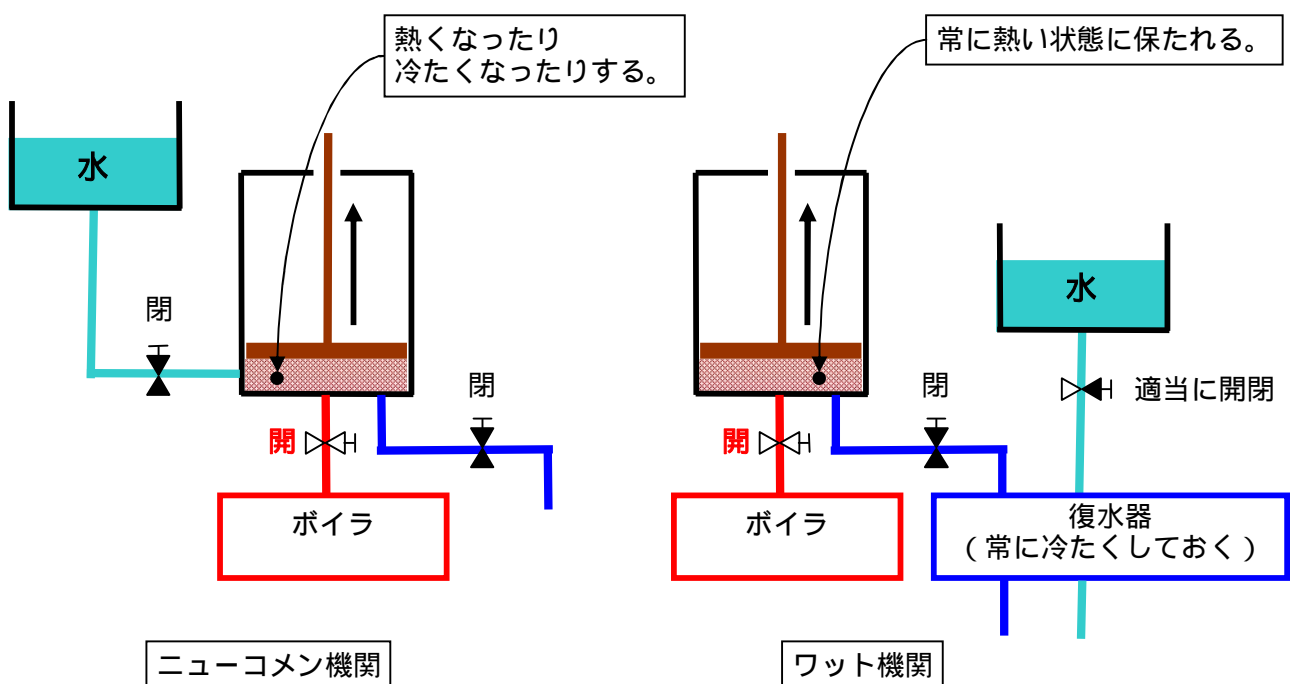 熱くなったり
冷たくなったりする。
常に熱い状態に保たれる。
水
閉
閉
開
ボイラ
ニューコメン機関
水
閉
適当に開閉
開
ボイラ
復水器
(常に冷たくしておく)
ワット機関